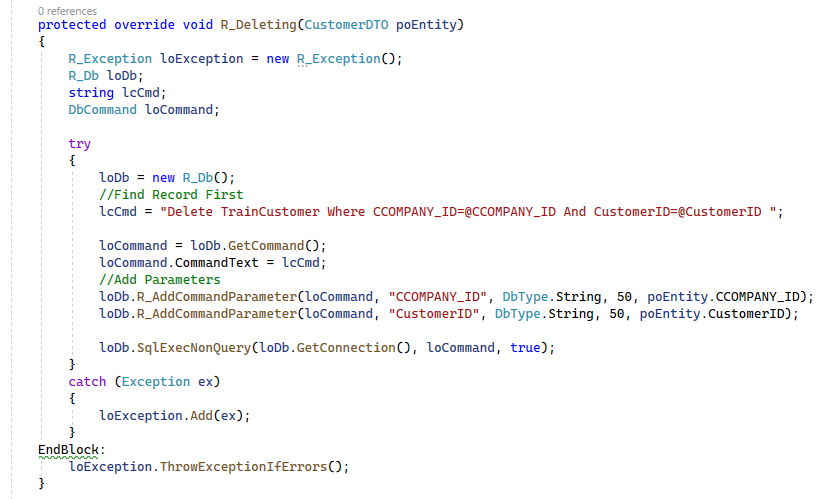 0 references
protected override void R_Deleting(CustomerDTO poEntity)
{
R_Exception loException = new R_Exception();
R_Db loDb;
string lcCmd;
DbCommand loCommand;
try
{
loDb = new R_Db();
//Find Record First
lcCmd = "Delete TrainCustomer Where CCOMPANY_ID=@CCOMPANY_ID And CustomerID=@CustomerID ";
loCommand = loDb.GetCommand();
loCommand.CommandText = lcCmd;
//Add Parameters
loDb.R_AddCommandParameter(loCommand, "CCOMPANY_ID", DbType.String, 50, poEntity.CCOMPANY_ID);
loDb.R_AddCommandParameter(loCommand, "CustomerID", DbType.String, 50, poEntity.CustomerID);
loDb.SqlExecNonQuery(loDb.GetConnection(), loCommand, true);
}
catch (Exception ex)
{
loException.Add(ex);
}
EndBlock:
loException.ThrowExceptionIfErrors();
}